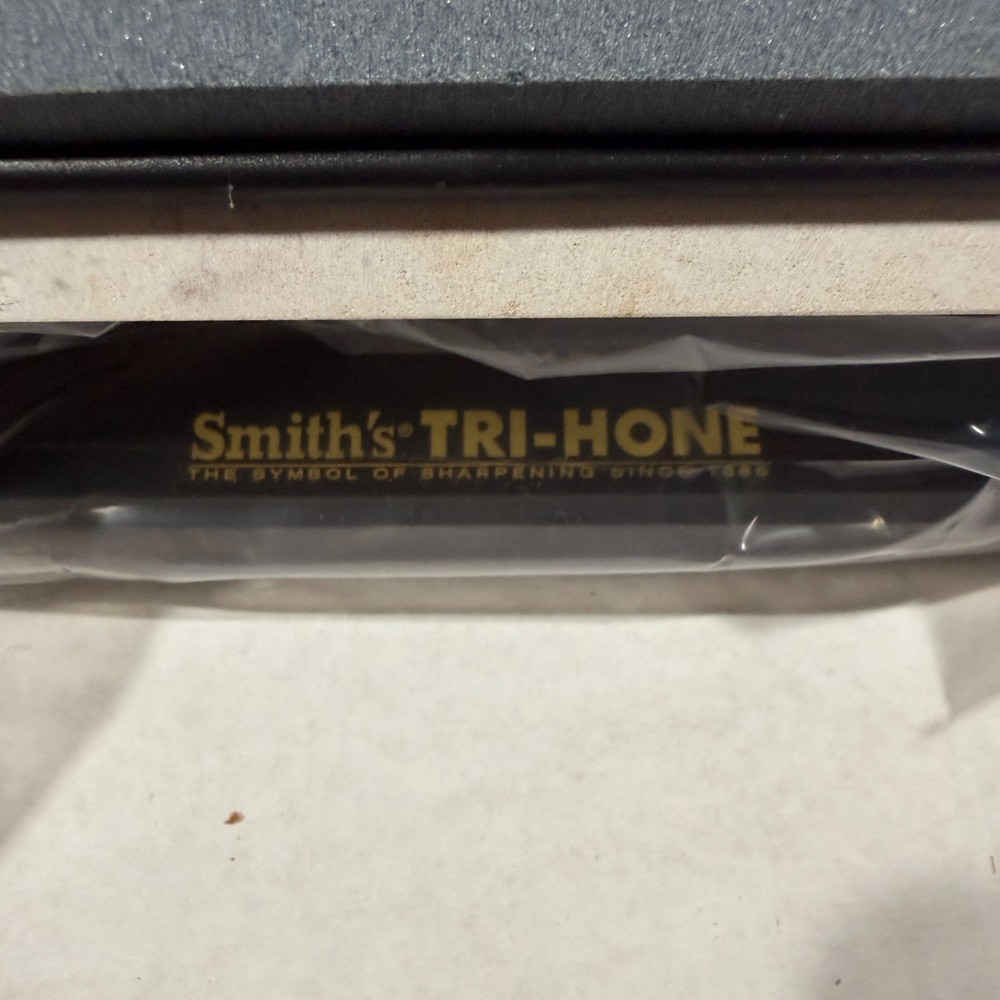 Smith's® TRI-HONE
THE SYMBOL OF SHARPENING SINCE 1886